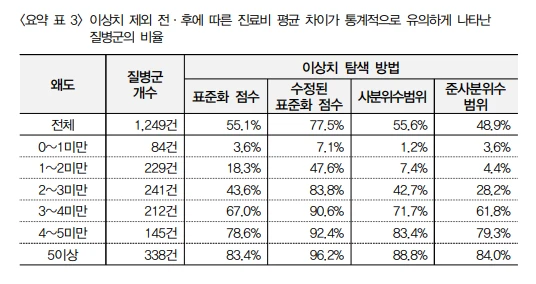 <요약 표 3> 이상치 제외 전·후에 따른 진료비 평균 차이가 통계적으로 유의하게 나타난
질병군의 비율
왜도 질병군 개수 이상치 탐색 방법
표준화 점수 수정된 표준화 점수 사분위수범위 준사분위수 범위
전체 1,249건 55.1% 77.5% 55.6% 48.9%
0～1미만 84건 3.6% 7.1% 1.2% 3.6%
1～2미만 229건 18.3% 47.6% 7.4% 4.4%
2～3미만 241건 43.6% 83.8% 42.7% 28.2%
3～4미만 212건 67.0% 90.6% 71.7% 61.8%
4～5미만 145건 78.6% 92.4% 83.4% 79.3%
5이상 338건 83.4% 96.2% 88.8% 84.0%